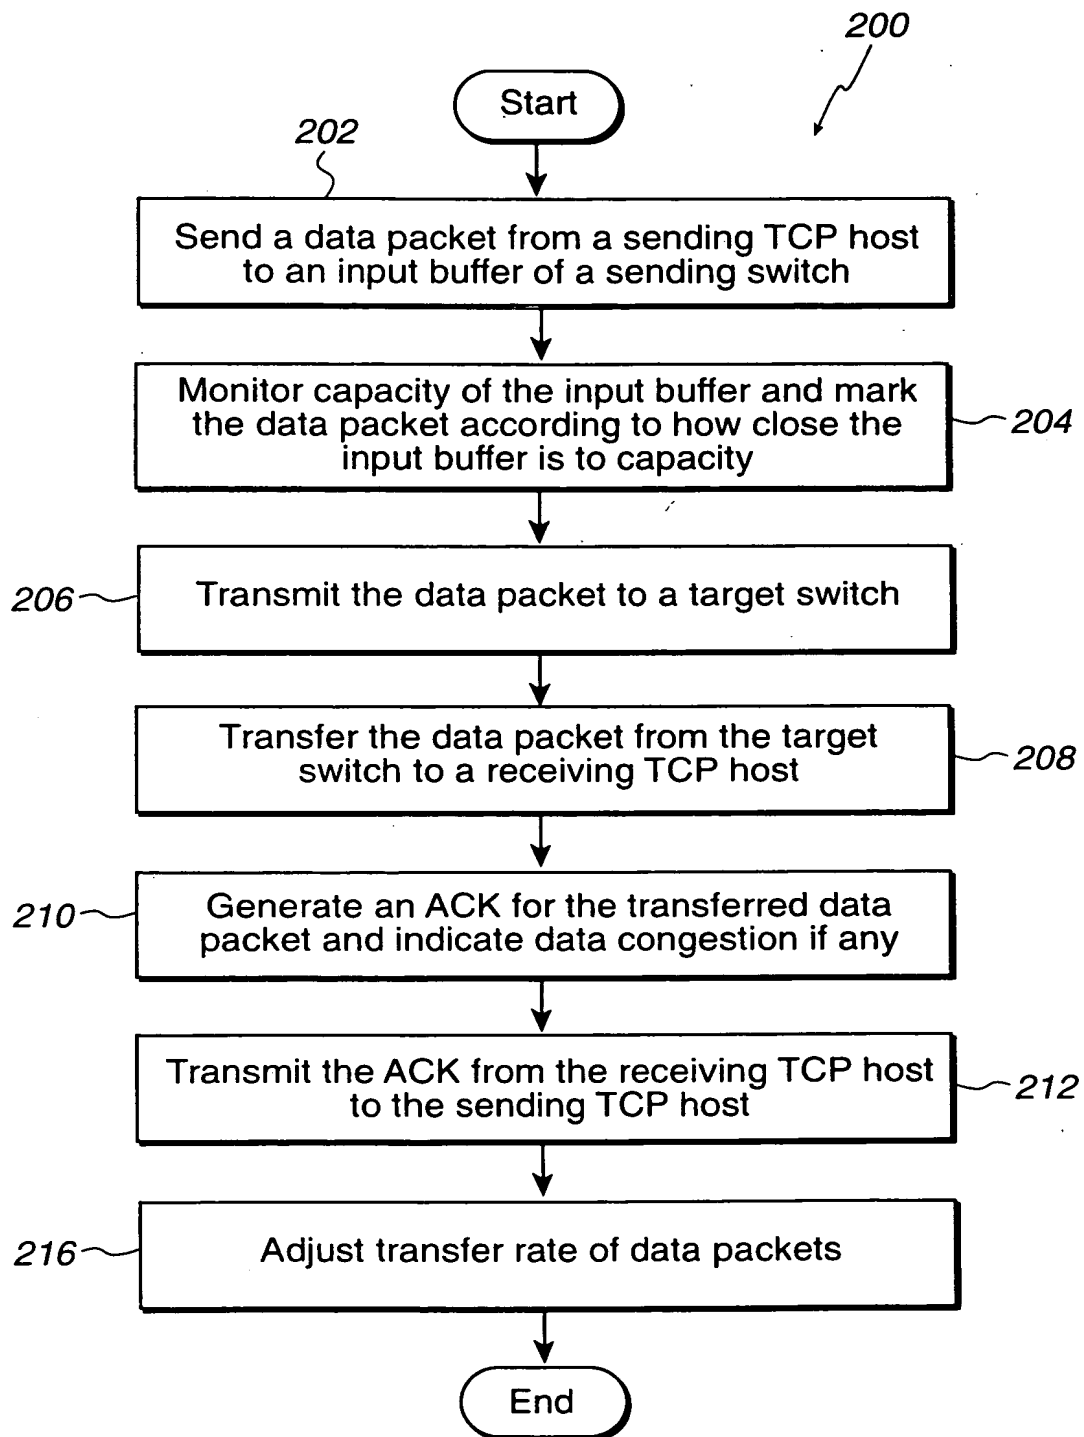 200
Start
202
Send a data packet from a sending TCP host
to an input buffer of a sending switch
Monitor capacity of the input buffer and mark
the data packet according to how close the
input buffer is to capacity
204
206
Transmit the data packet to a target switch
Transfer the data packet from the target
switch to a receiving TCP host
208
210
Generate an ACK for the transferred data
packet and indicate data congestion if any
Transmit the ACK from the receiving TCP host
to the sending TCP host
212
216
Adjust transfer rate of data packets
End